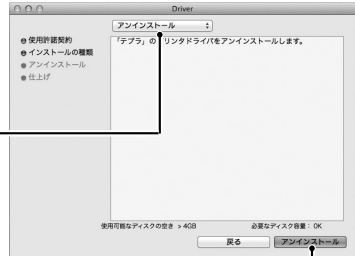 Driver
アンインストール
使用許諾契約
インストールの種類
アンインストール
仕上げ
「テプラ」のプリンタドライバをアンインストールします。
使用可能なディスクの空き > 4GB
必要なディスク容量： 0K
戻る
アンインストール